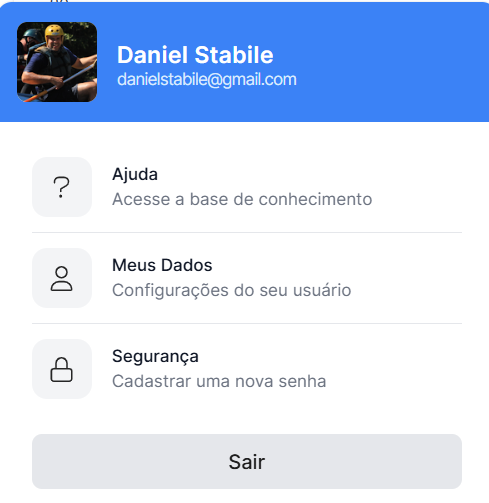 Daniel Stabile
danielstabile@gmail.com
?
Ajuda
Acesse a base de conhecimento
Meus Dados
Configurações do seu usuário
Segurança
Cadastrar uma nova senha
Sair